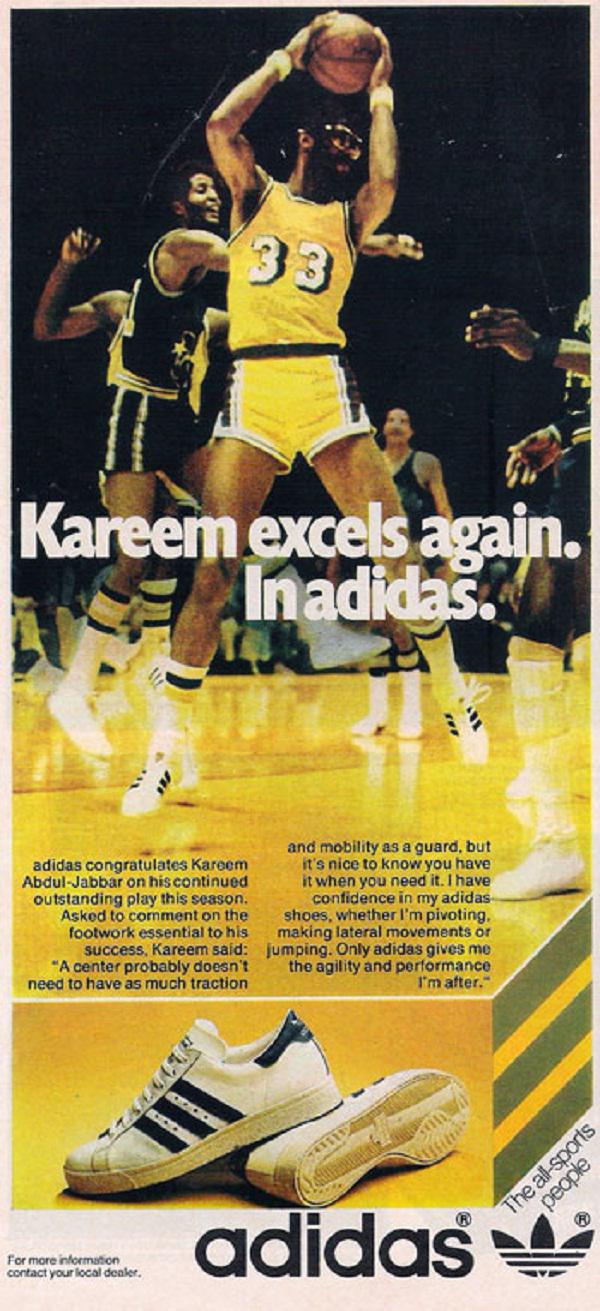 33
Kareem excels again.
In adidas.
adidas congratulates Kareem
Abdul-Jabbar on his continued
outstanding play this season.
Asked to comment on the
footwork essential to his
success, Kareem said:
"A center probably doesn't
need to have as much traction
and mobility as a guard, but
it's nice to know you have
it when you need it. I have
confidence in my adidas
shoes, whether I'm pivoting,
making lateral movements or
jumping. Only adidas gives me
the agility and performance
I'm after."
The all-sports
people
adidas®
®
For more information
contact your local dealer.